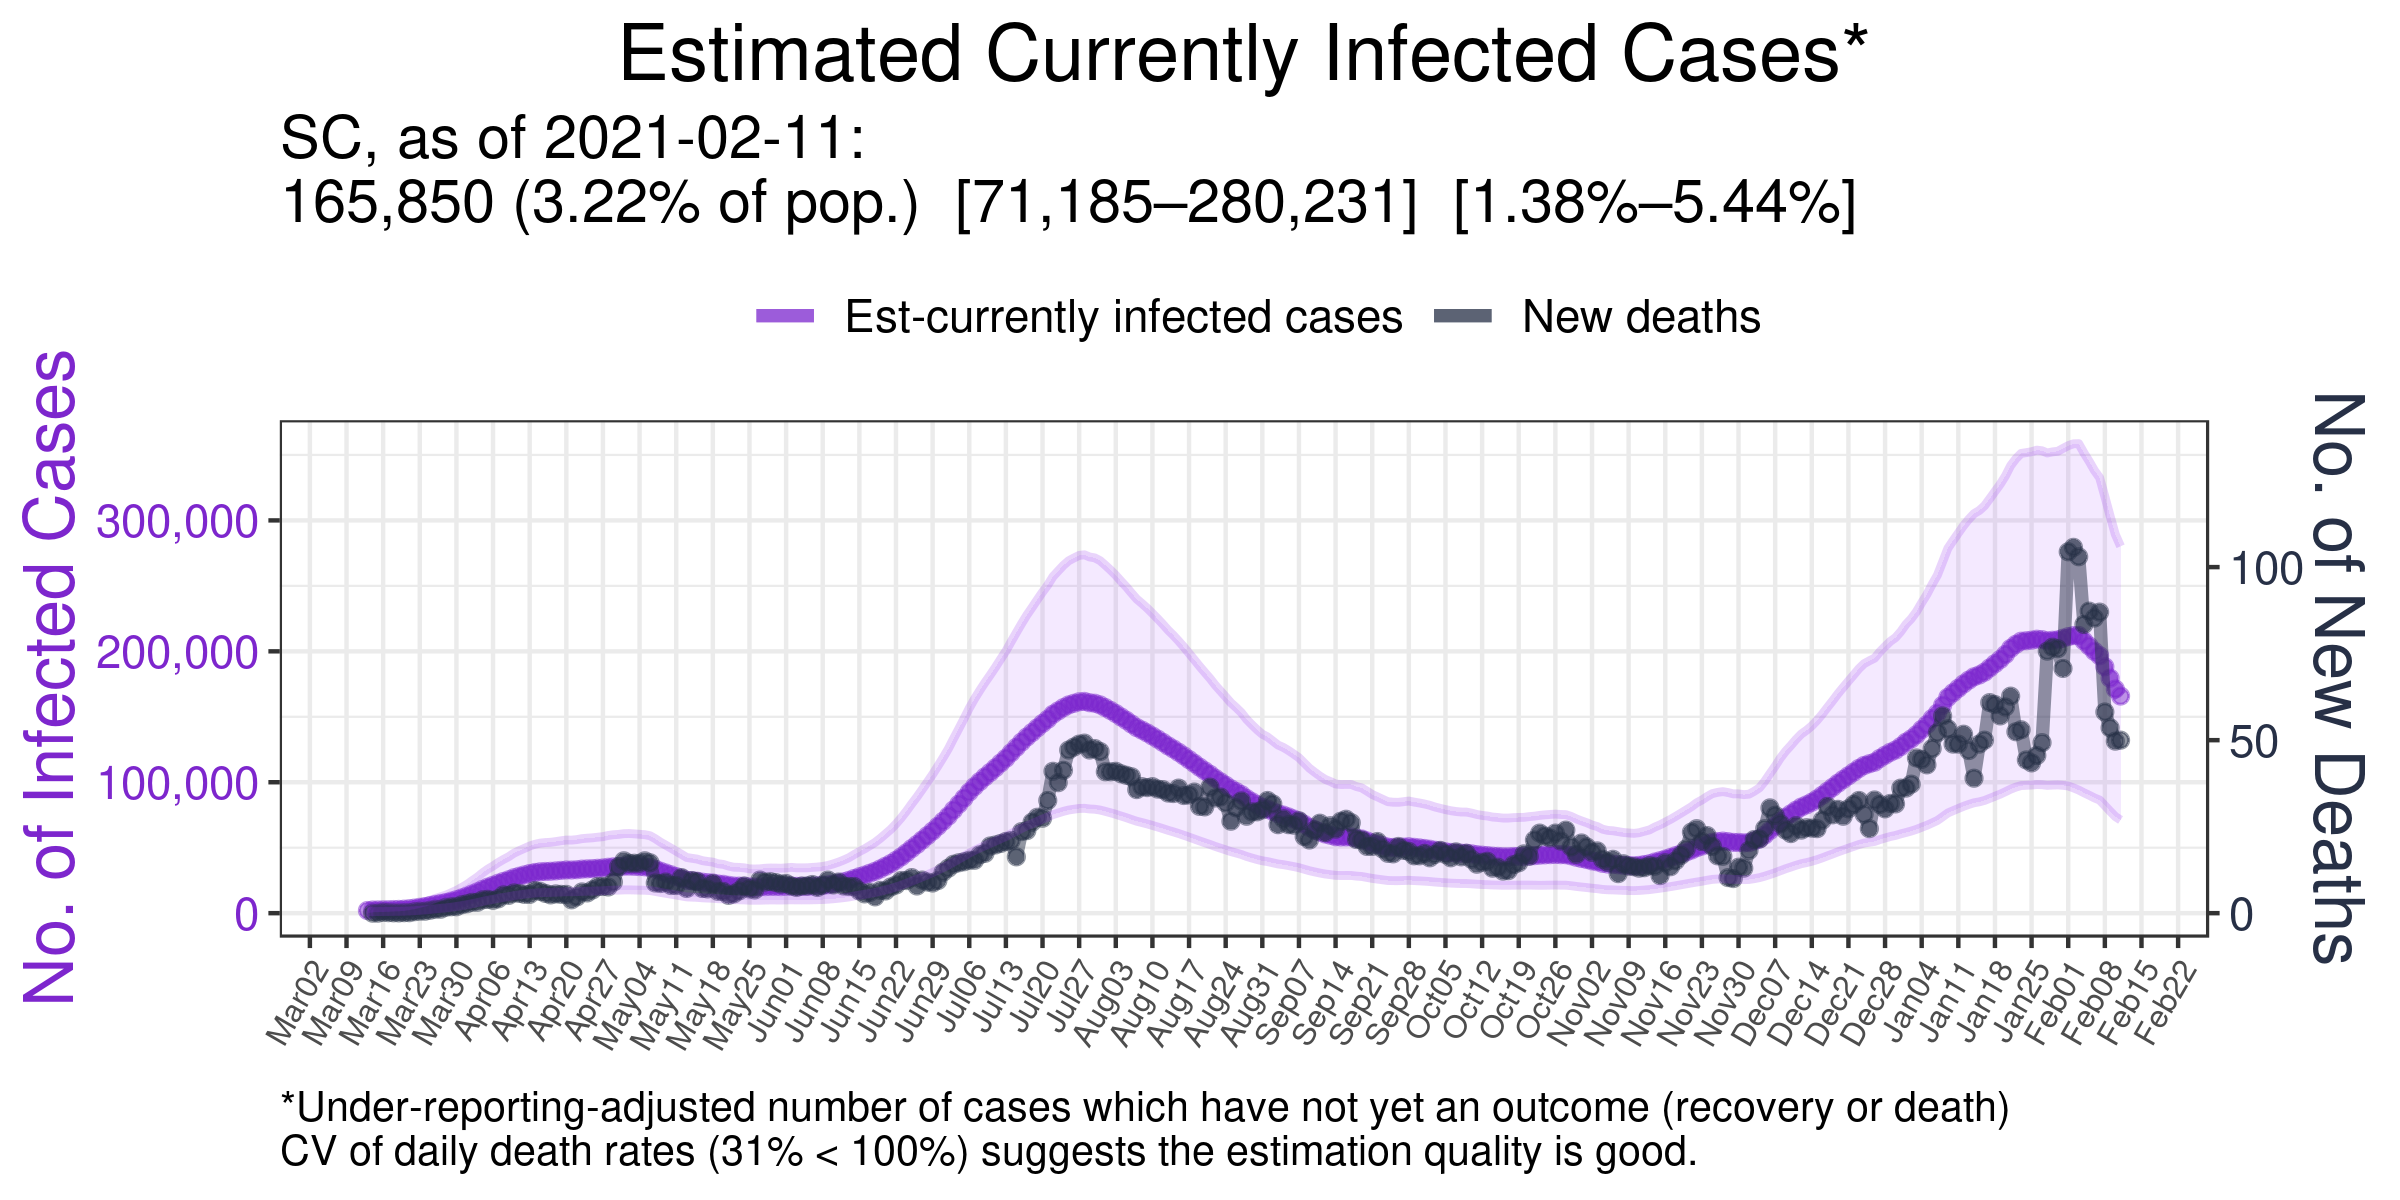 Estimated Currently Infected Cases*
SC, as of 2021-02-11:
165,850 (3.22% of pop.) [71,185–280,231] [1.38%–5.44%]
Est-currently infected cases
New deaths
No. of Infected Cases
300,000
200,000
100,000
0
No. of New Deaths
100
50
0
Mar02
Mar09
Mar16
Mar23
Mar30
Apr06
Apr13
Apr20
Apr27
May04
May11
May18
May25
Jun01
Jun08
Jun15
Jun22
Jun29
Jul06
Jul13
Jul20
Jul27
Aug03
Aug10
Aug17
Aug24
Aug31
Sep07
Sep14
Sep21
Sep28
Oct05
Oct12
Oct19
Oct26
Nov02
Nov09
Nov16
Nov23
Nov30
Dec07
Dec14
Dec21
Dec28
Jan04
Jan11
Jan18
Jan25
Feb01
Feb08
Feb15
Feb22
*Under-reporting-adjusted number of cases which have not yet an outcome (recovery or death)
CV of daily death rates (31% < 100%) suggests the estimation quality is good.